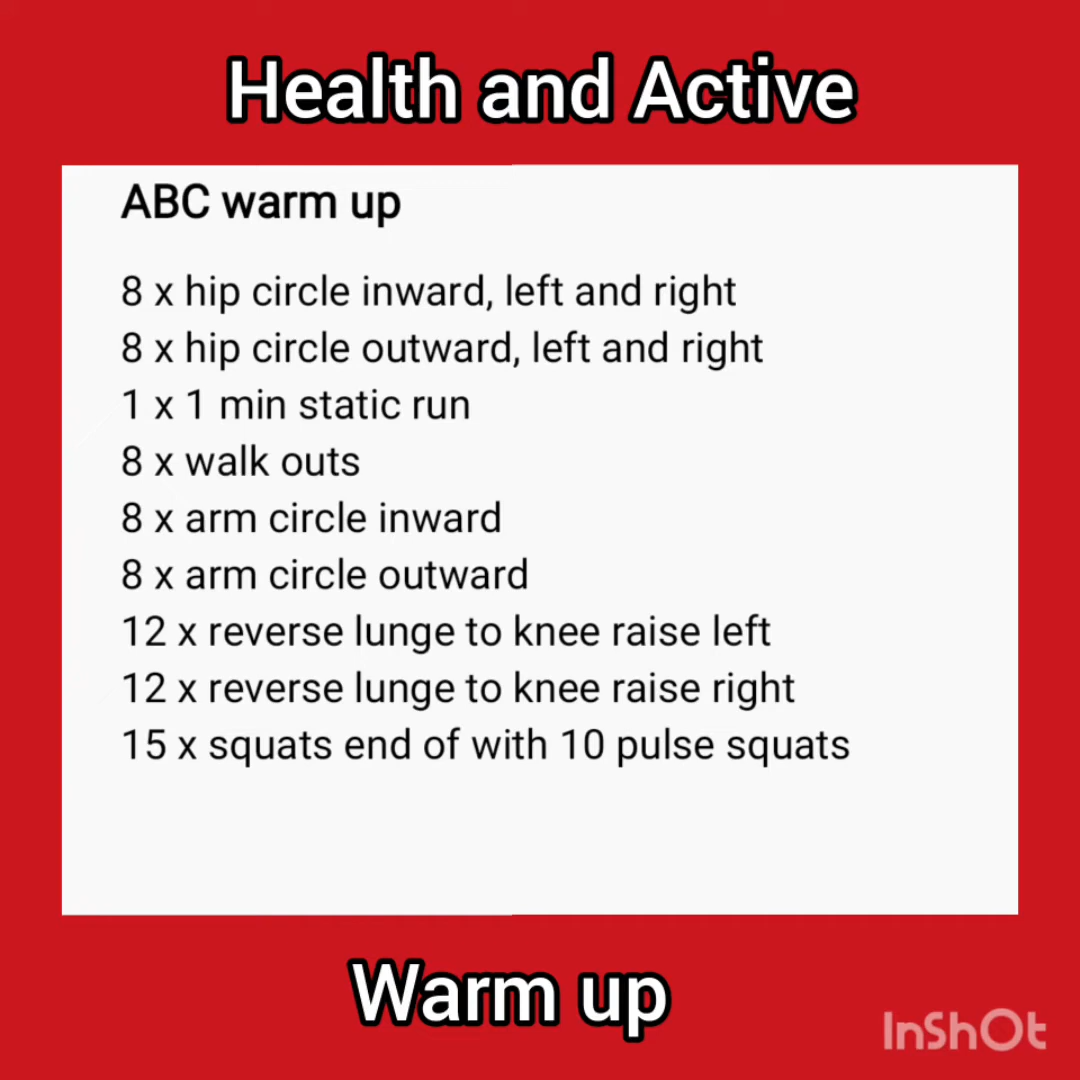 Health and Active
ABC warm up
8 x hip circle inward, left and right
8 x hip circle outward, left and right
1 x 1 min static run
8 x walk outs
8 x arm circle inward
8 x arm circle outward
12 x reverse lunge to knee raise left
12 x reverse lunge to knee raise right
15 x squats end of with 10 pulse squats
Warm up
InShOt